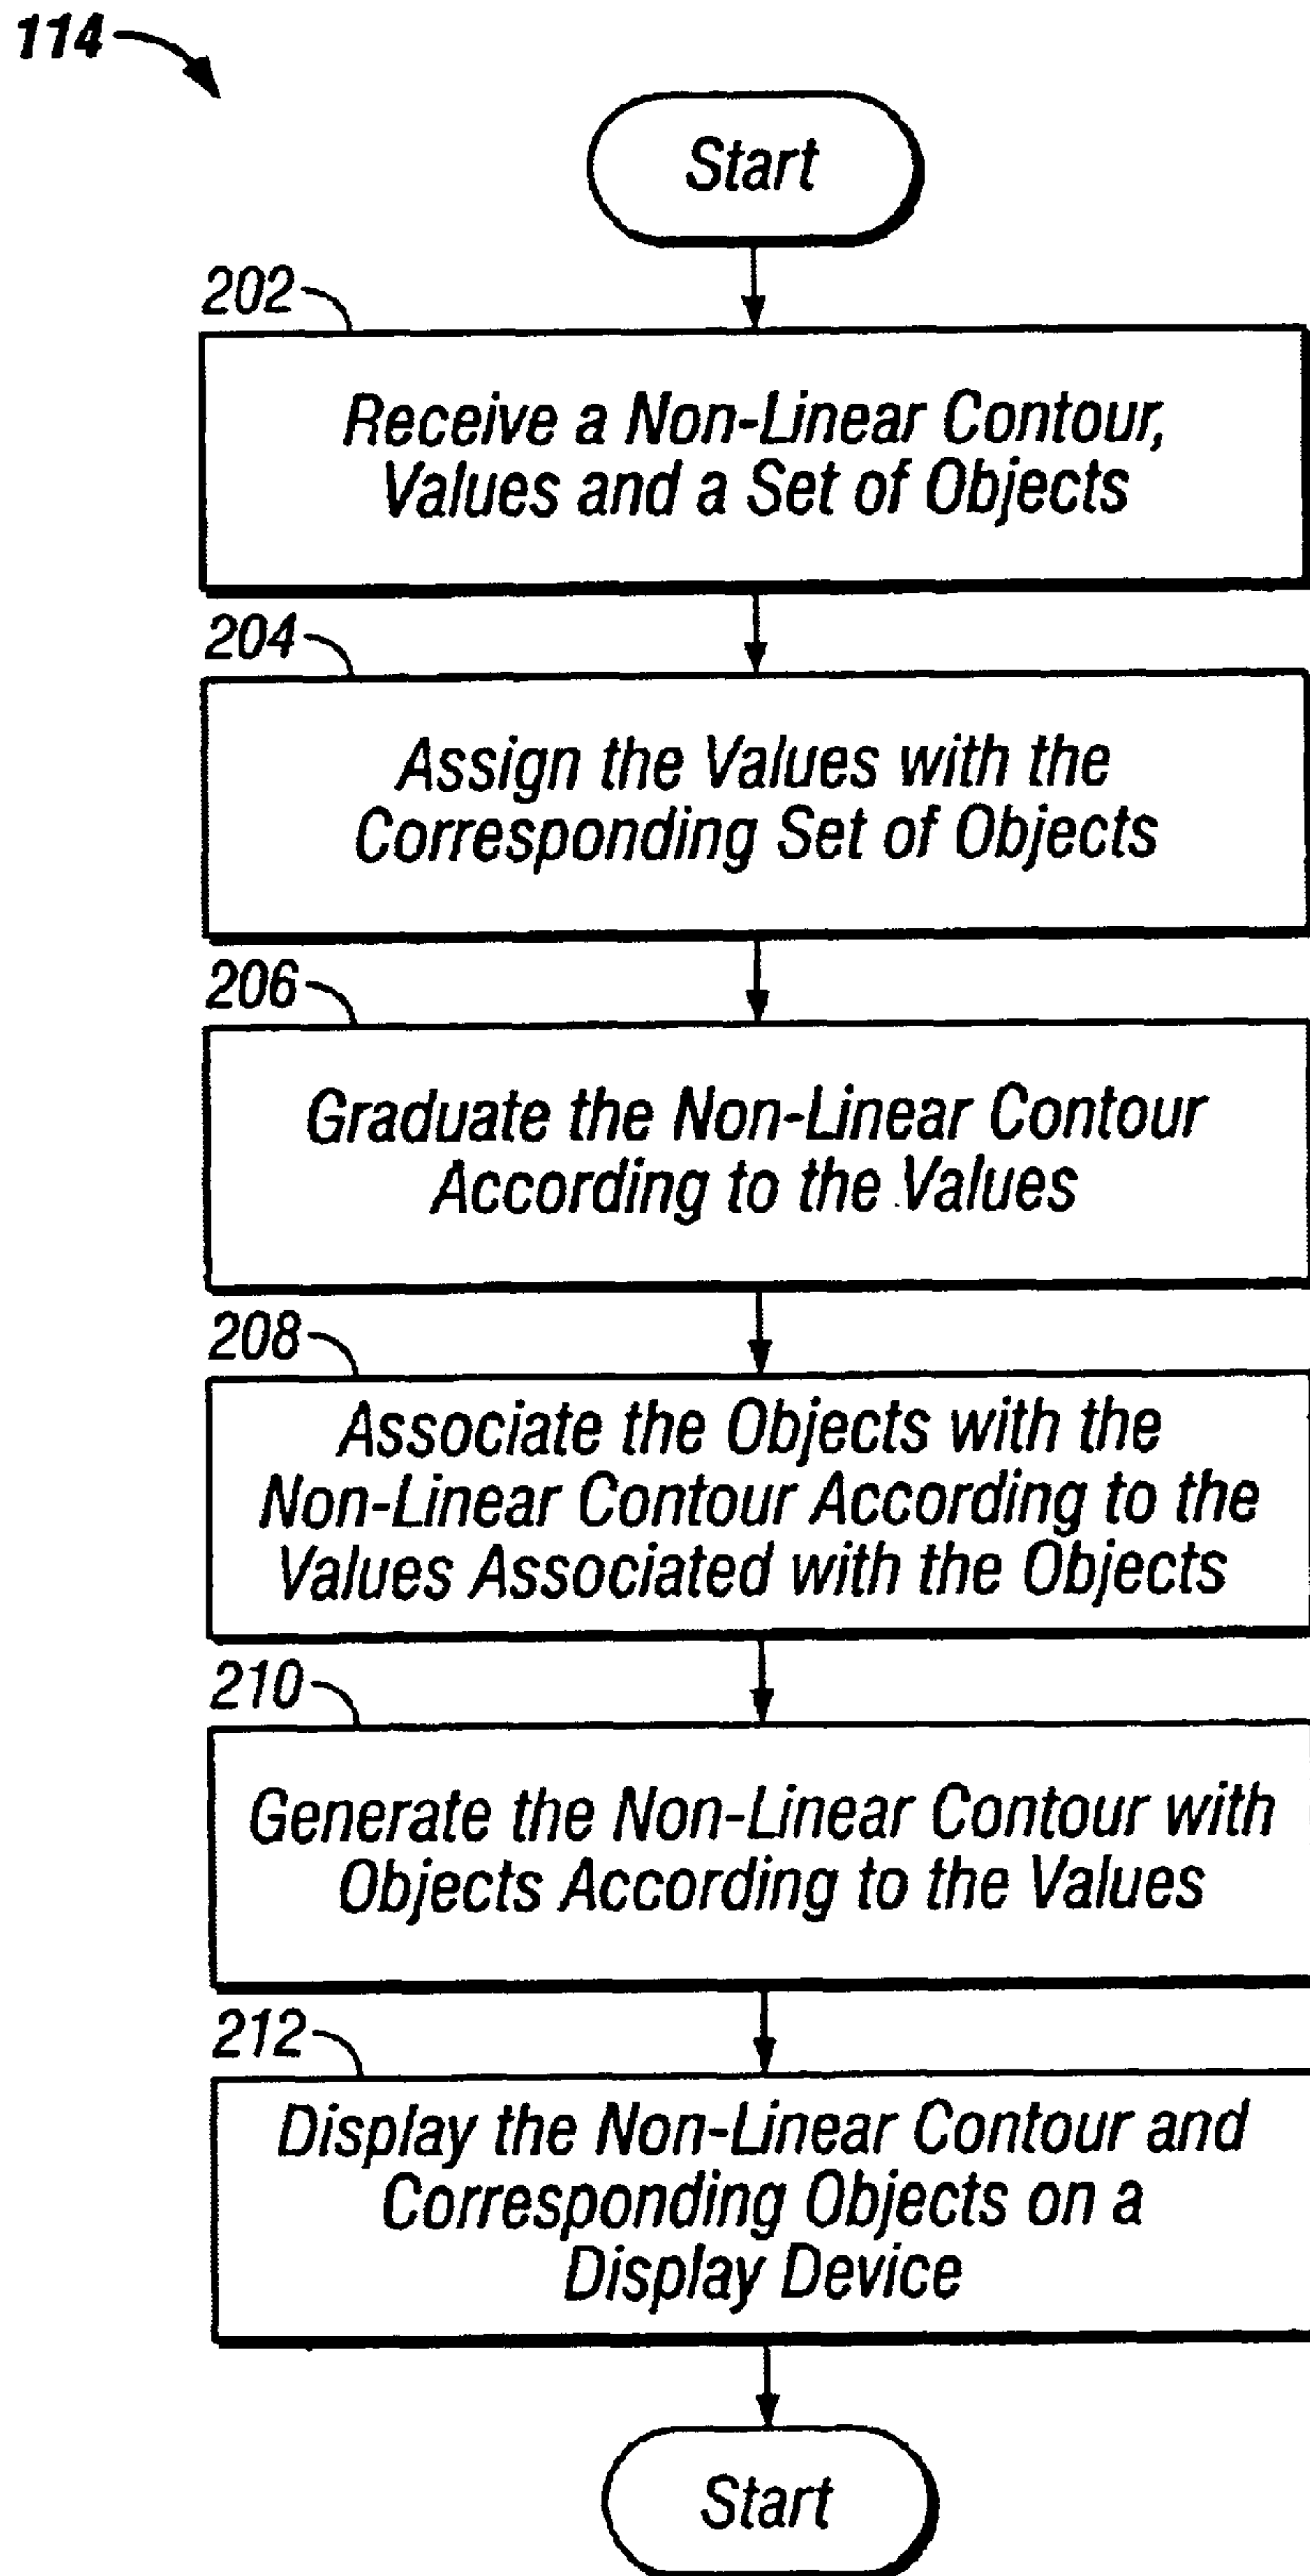 114
Start
202
Receive a Non-Linear Contour,
Values and a Set of Objects
204
Assign the Values with the
Corresponding Set of Objects
206
Graduate the Non-Linear Contour
According to the Values
208
Associate the Objects with the
Non-Linear Contour According to the
Values Associated with the Objects
210
Generate the Non-Linear Contour with
Objects According to the Values
212
Display the Non-Linear Contour and
Corresponding Objects on a
Display Device
Start